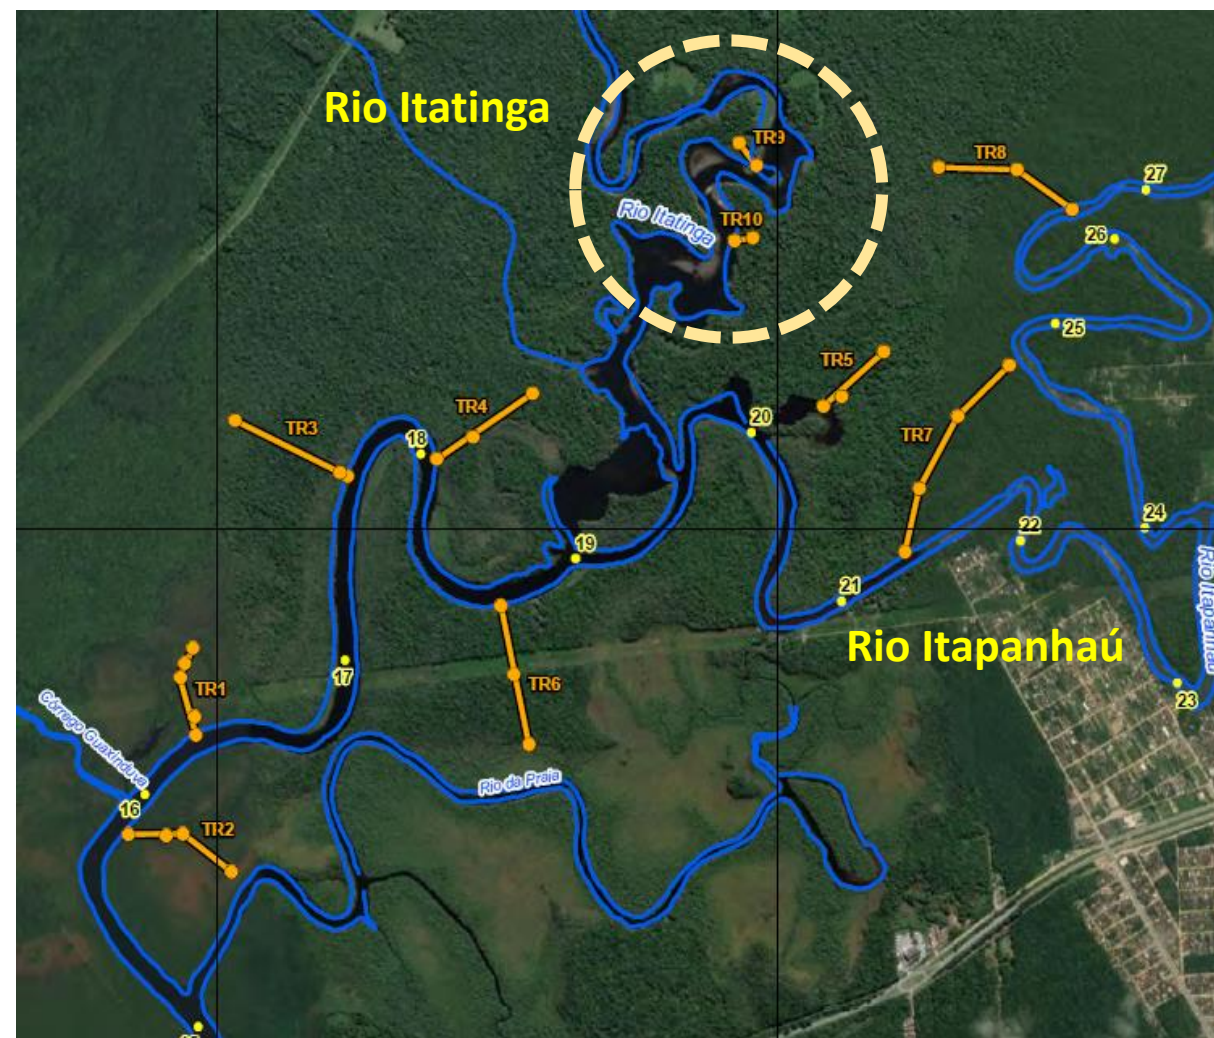 Rio Itatinga
TR9
TR8
27
Rio Itatinga
TR10
26
25
TR5
TR3
TR4
18
20
TR7
22
24
19
Rio Itapanhaú
21
Rio Itapanhaú
17
TR1
TR6
23
Córrego Guaxinduva
Rio da Praia
16
TR2